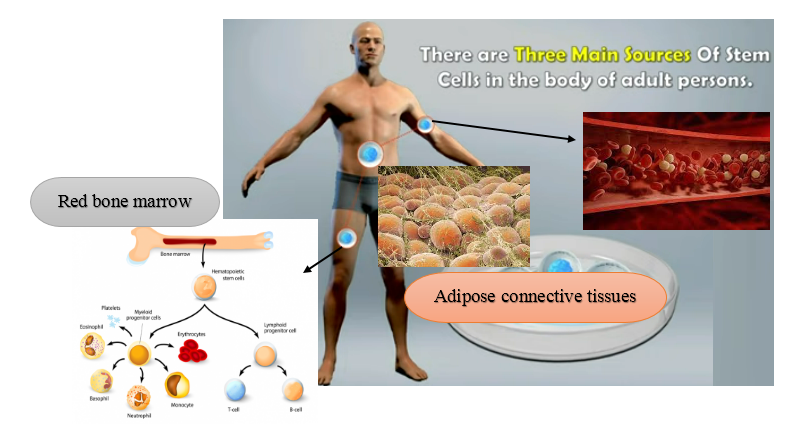 There are Three Main Sources Of Stem
Cells in the body of adult persons.
Red bone marrow
Adipose connective tissues
Bone marrow
Hematopoietic
stem cells
Platelets
Myeloid
progenitor cells
Eosinophil
Erythrocytes
Lymphoid
progenitor cell
Basophil
Neutrophil
Monocyte
T-cell
B-cell